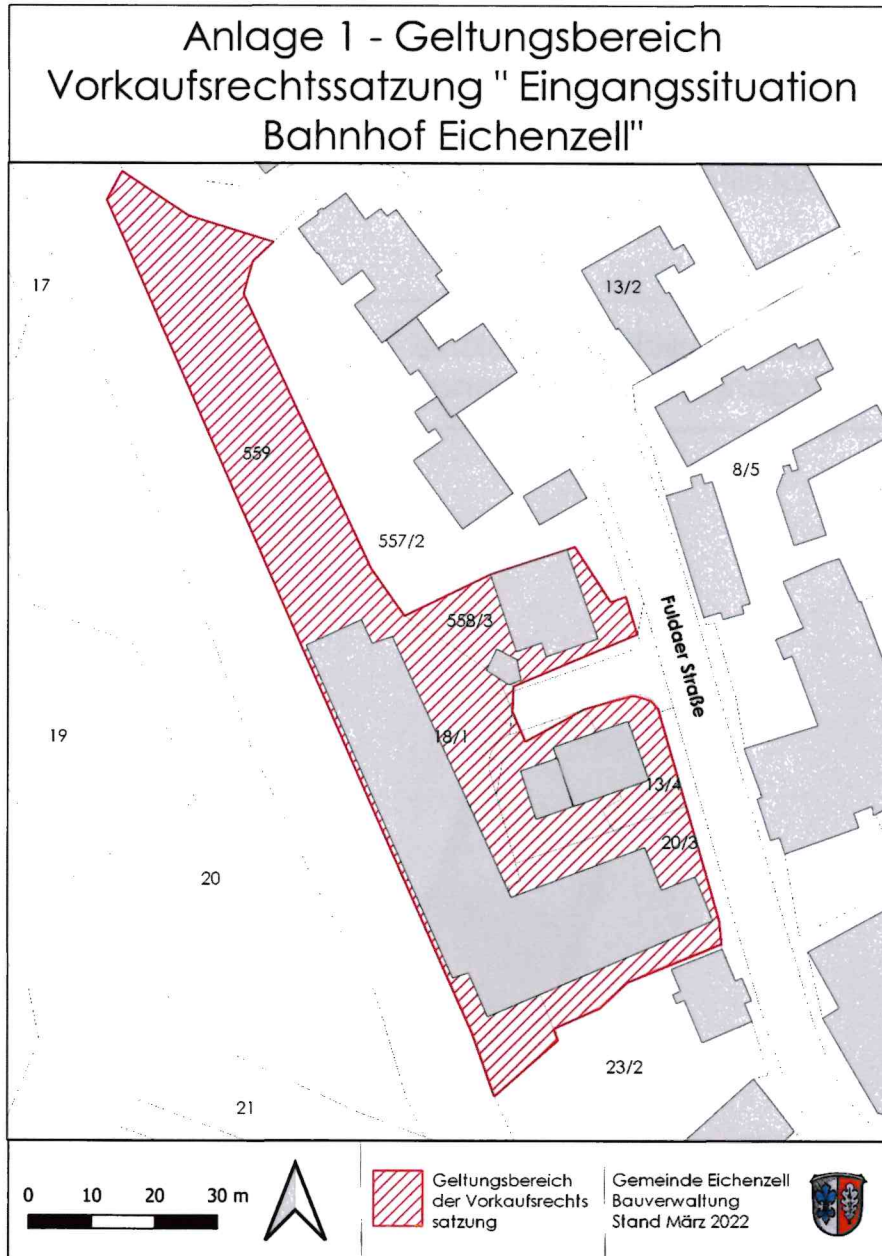 Anlage 1 - Geltungsbereich
Vorkaufsrechtssatzung " Eingangssituation
Bahnhof Eichenzell"
17
13/2
559
8/5
557/2
558/3
Fuldaer Straße
19
18/1
13/4
20/3
20
23/2
21
0 10 20 30 m
Geltungsbereich
der Vorkaufsrechts
satzung
Gemeinde Eichenzell
Bauverwaltung
Stand März 2022